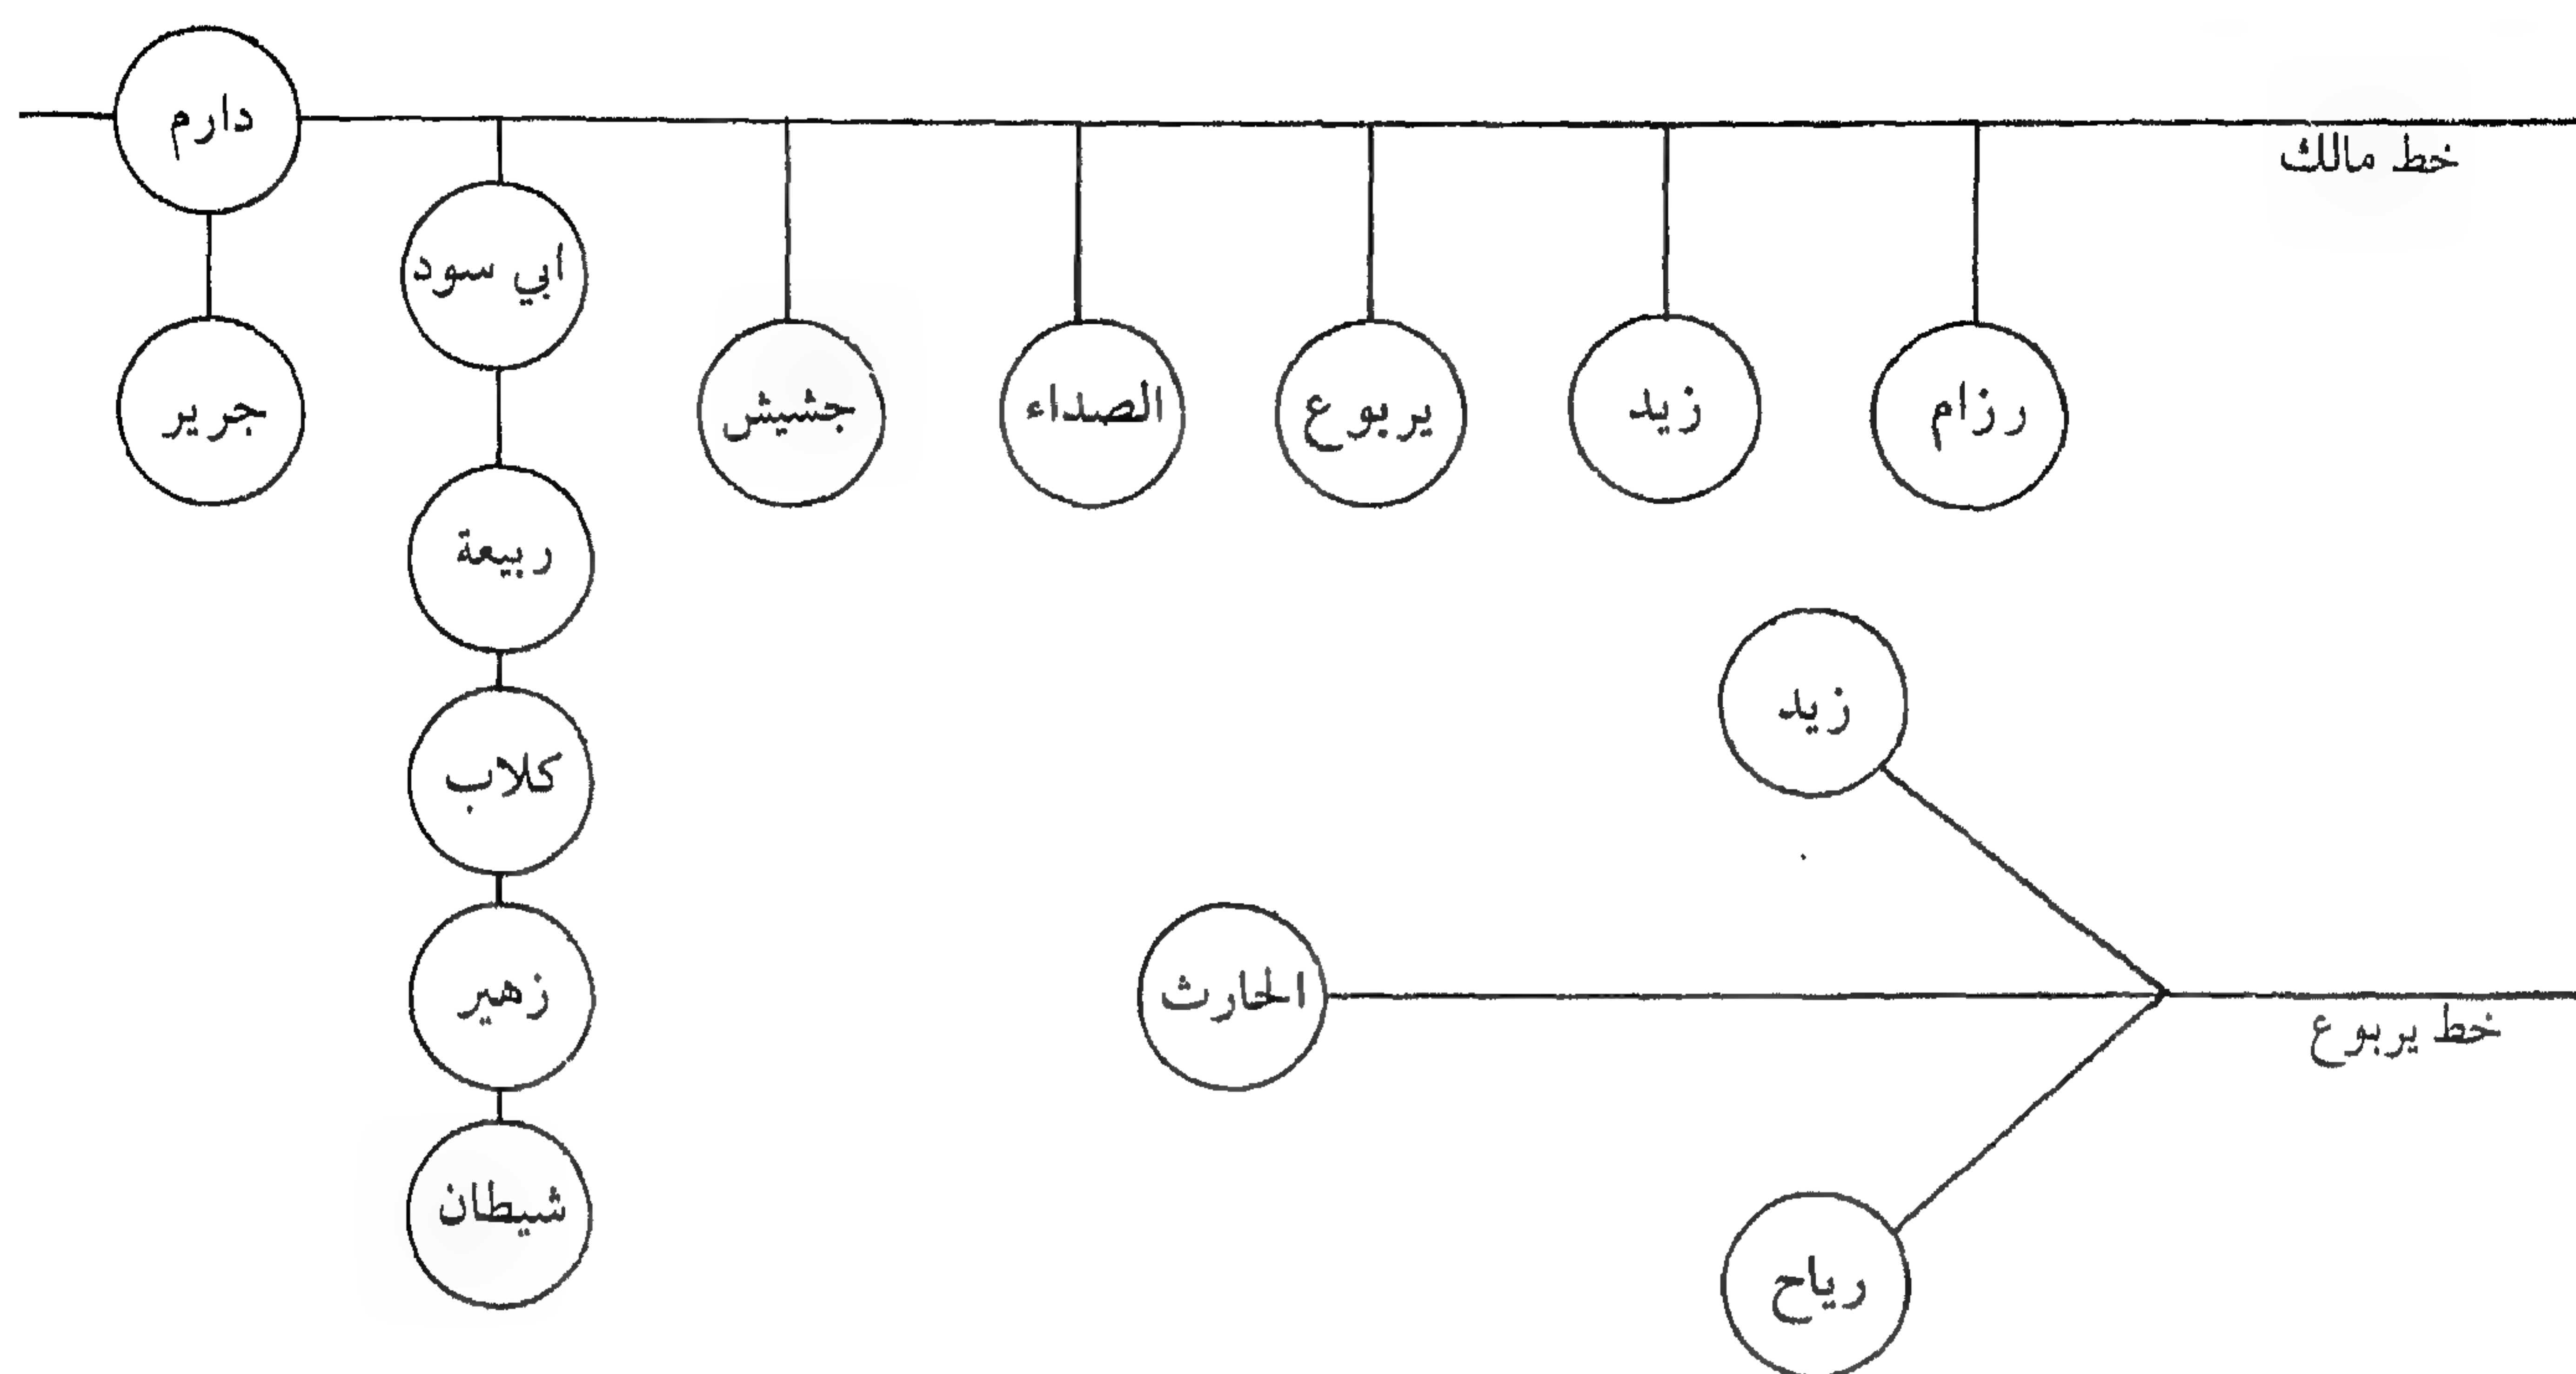 خط مالك
دارم
ابي سود
جرير
جشيش
الصداء
يربوع
زيد
رزام
ربيعة
كلاب
زهير
شيطان
زيد
الحارث
خط يربوع
رياح